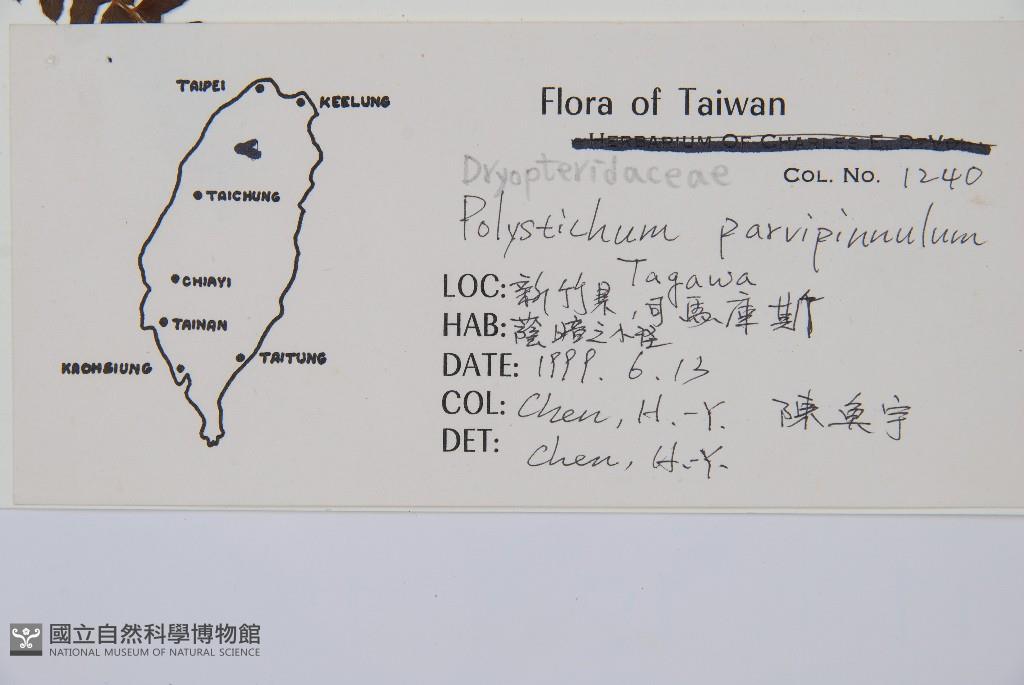 TAIPEI
KEELUNG
TAICHUNG
CHIAYI
TAINAN
KAOHSIUNG
TAITUNG
Flora of Taiwan
HERBARIUM OF CHARLES E. DEVOL
Dryopteridaceae
COL. NO. 1240
Polystichum parvipinnulum
Tagawa
LOC: 新竹県,司馬庫斯
HAB: 蔭暗之小徑
DATE: 1999. 6. 13
COL: Chen, H.-Y. 陳奐宇
DET: Chen, H.-Y.
國立自然科學博物館
NATIONAL MUSEUM OF NATURAL SCIENCE